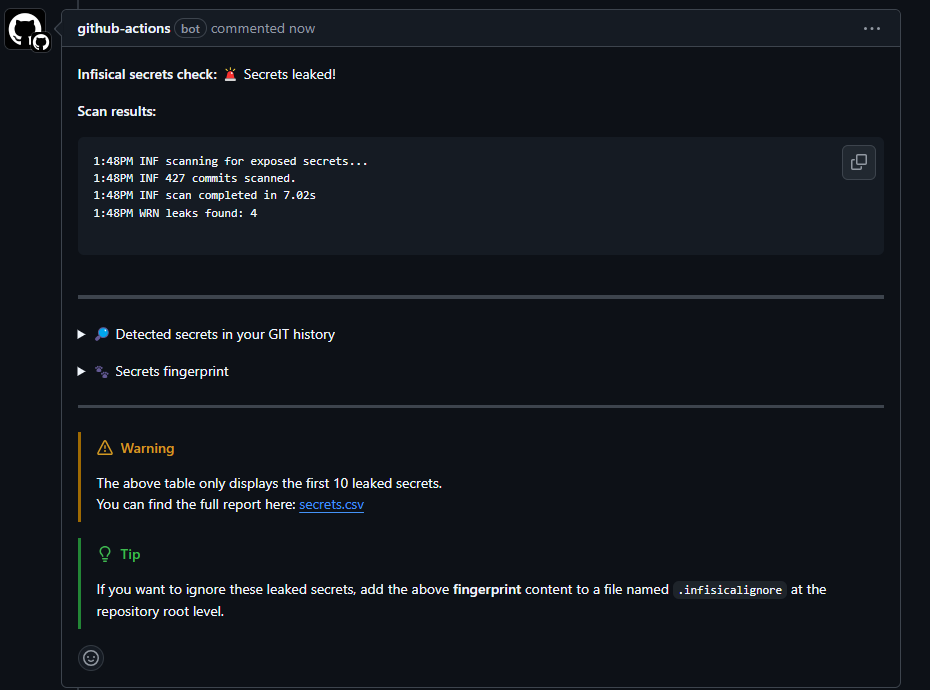 github-actions bot commented now
Infisical secrets check: 🚨 Secrets leaked!
Scan results:
1:48PM INF scanning for exposed secrets...
1:48PM INF 427 commits scanned.
1:48PM INF scan completed in 7.02s
1:48PM WRN leaks found: 4
🔎 Detected secrets in your GIT history
🐾 Secrets fingerprint
Warning
The above table only displays the first 10 leaked secrets.
You can find the full report here: secrets.csv
Tip
If you want to ignore these leaked secrets, add the above fingerprint content to a file named .infisicalignore at the
repository root level.